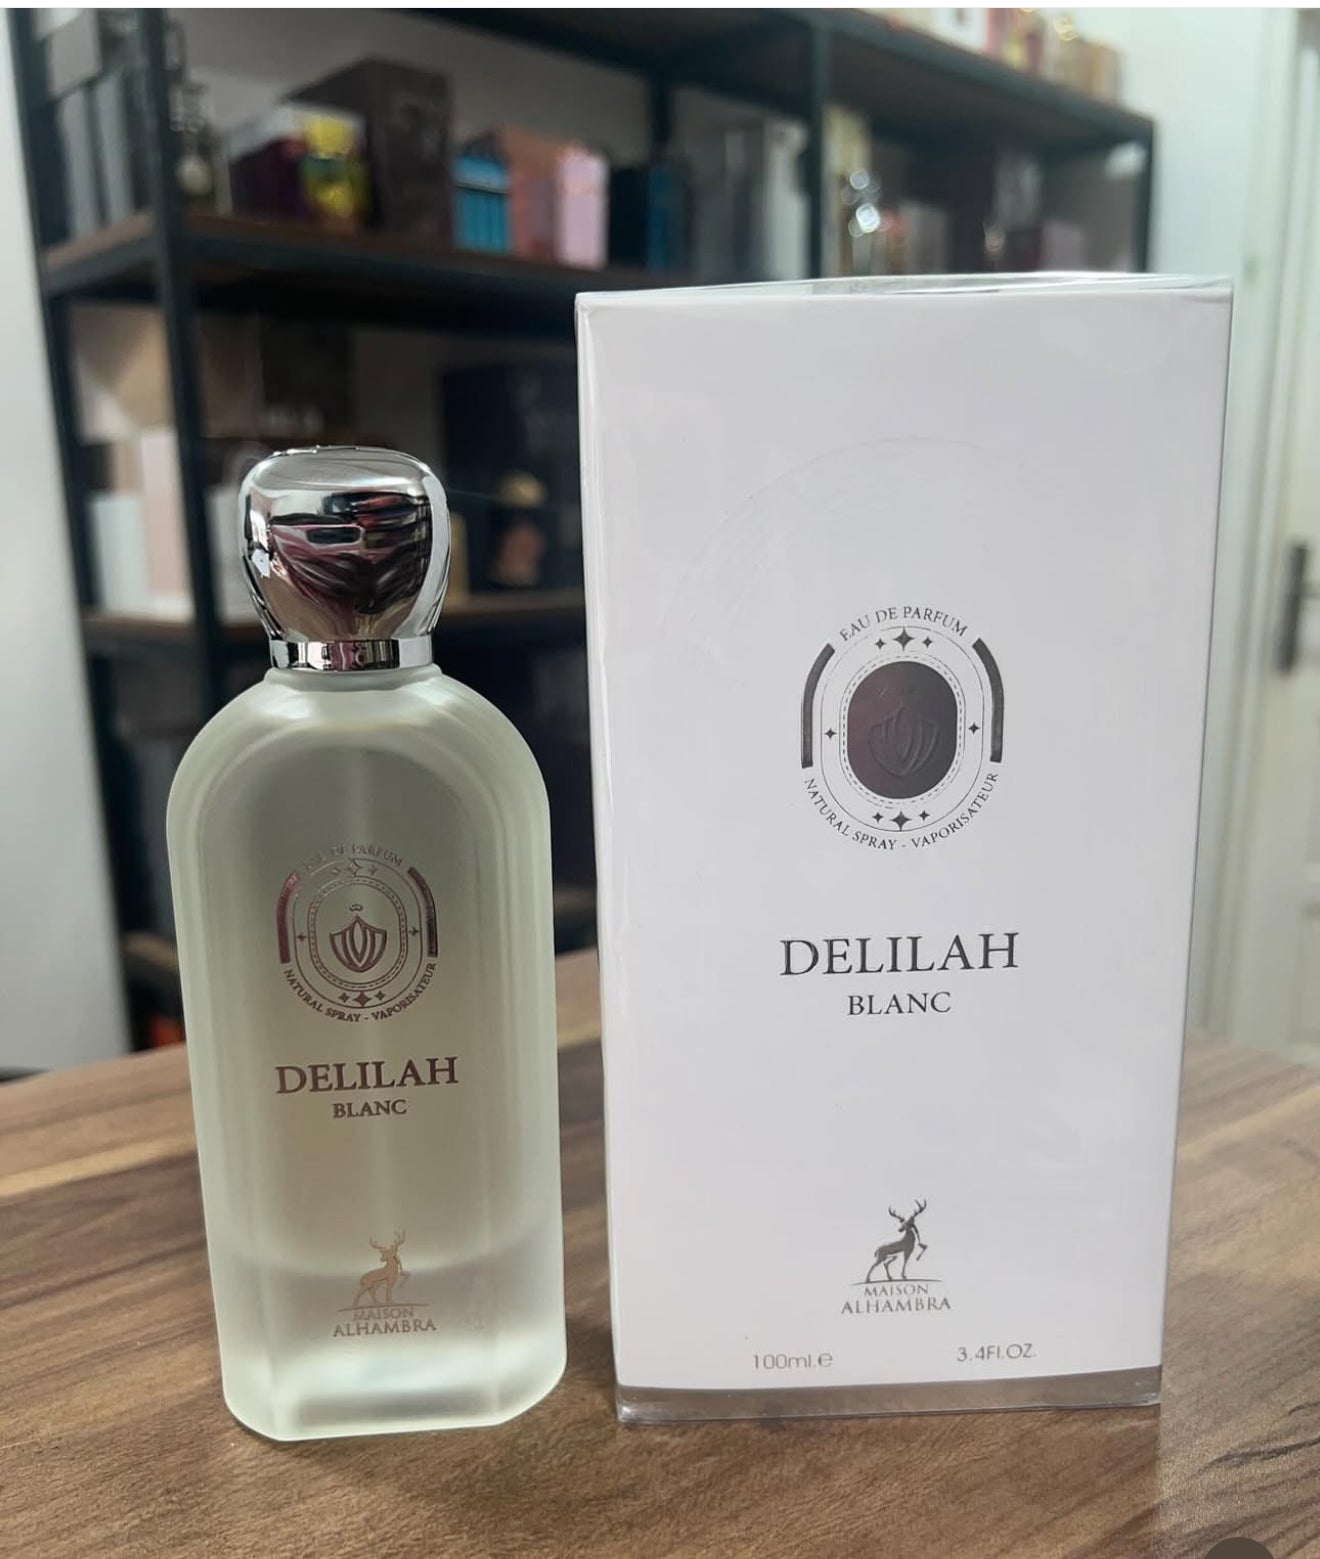 EAU DE PARFUM
NATURAL SPRAY - VAPORISATEUR
DELILAH
BLANC
MAISON
ALHAMBRA
EAU DE PARFUM
NATURAL SPRAY - VAPORISATEUR
DELILAH
BLANC
MAISON
ALHAMBRA
100ml.e
3.4Fl.OZ.